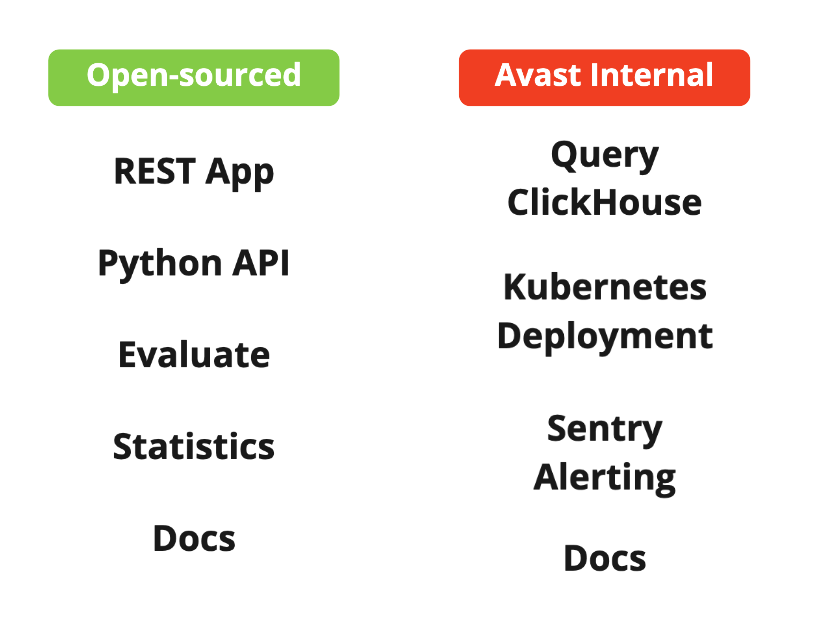 Open-sourced
REST App
Python API
Evaluate
Statistics
Docs
Avast Internal
Query
ClickHouse
Kubernetes
Deployment
Sentry
Alerting
Docs